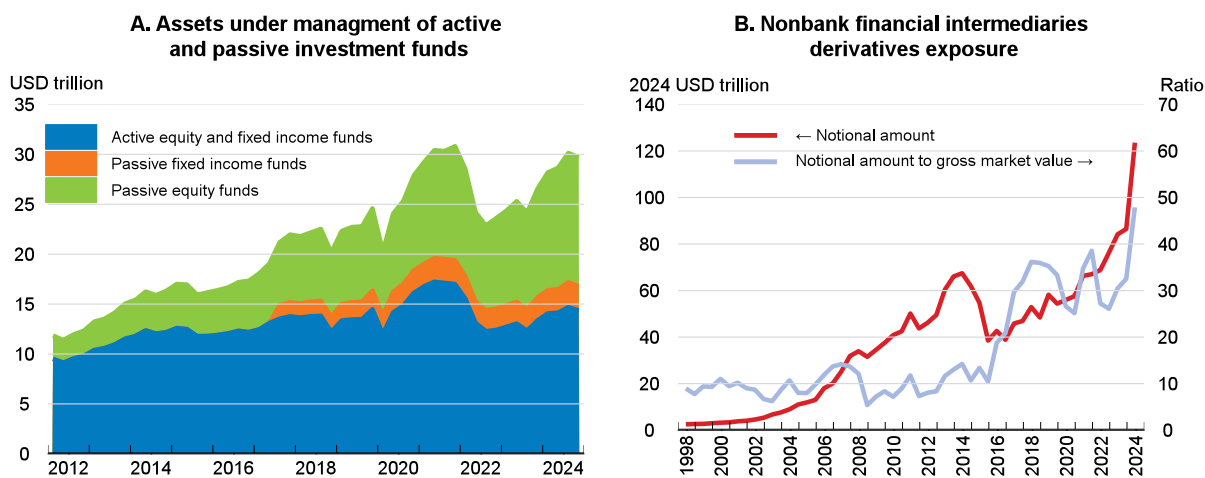 A. Assets under managment of active
and passive investment funds
USD trillion
35
30
25
20
15
10
5
0
Active equity and fixed income funds
Passive fixed income funds
Passive equity funds
2012 2014 2016 2018 2020 2022 2024
B. Nonbank financial intermediaries
derivatives exposure
2024 USD trillion
Ratio
140
120
100
80
60
40
20
0
← Notional amount
Notional amount to gross market value →
70
60
50
40
30
20
10
0
1998 2000 2002 2004 2006 2008 2010 2012 2014 2016 2018 2020 2022 2024